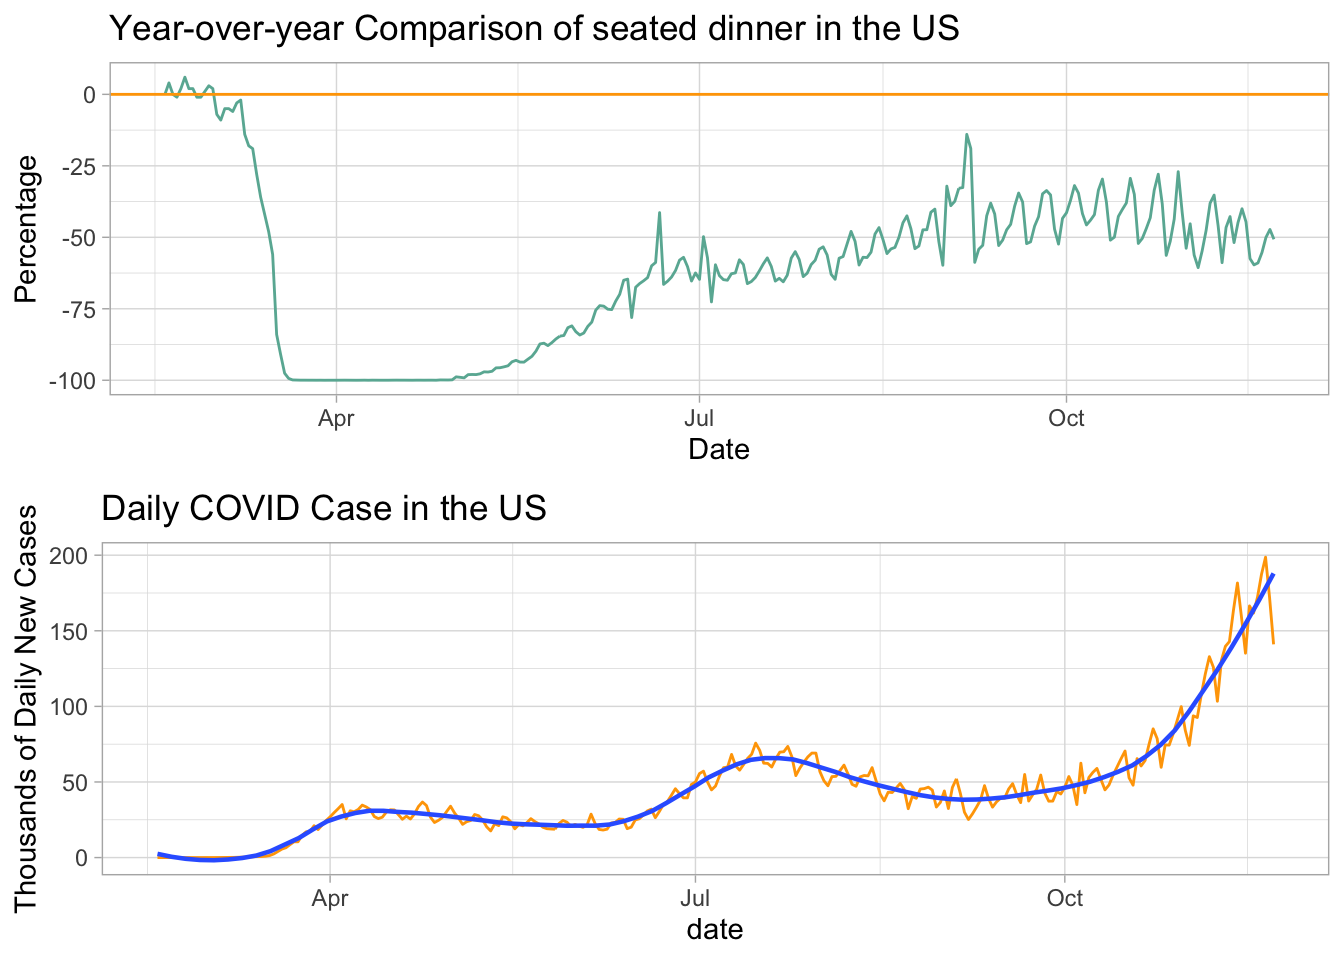 Year-over-year Comparison of seated dinner in the US
Percentage
0
-25
-50
-75
-100
Apr
Jul
Oct
Date
Daily COVID Case in the US
Thousands of Daily New Cases
200
150
100
50
0
Apr
Jul
Oct
date